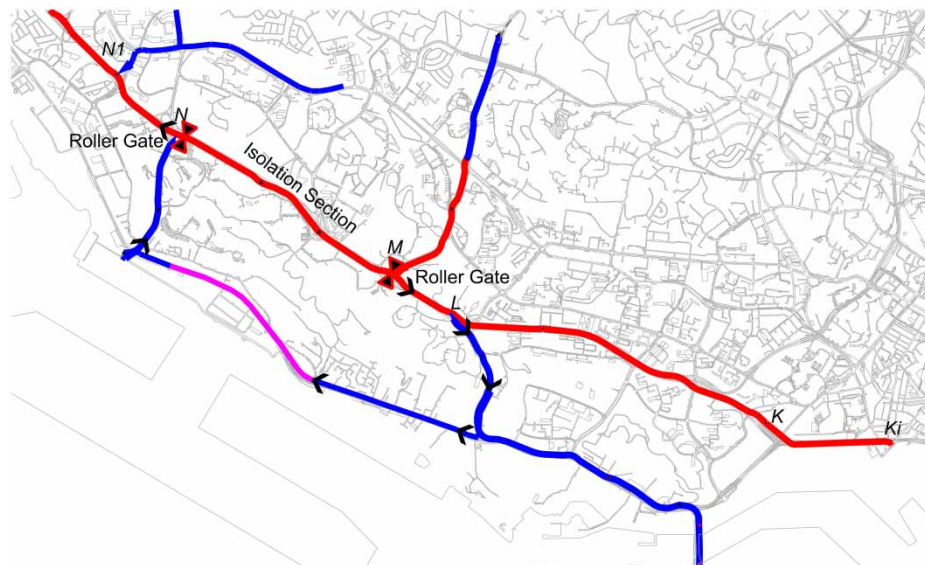 N1
N
Roller Gate
Isolation Section
M
Roller Gate
L
K
Ki